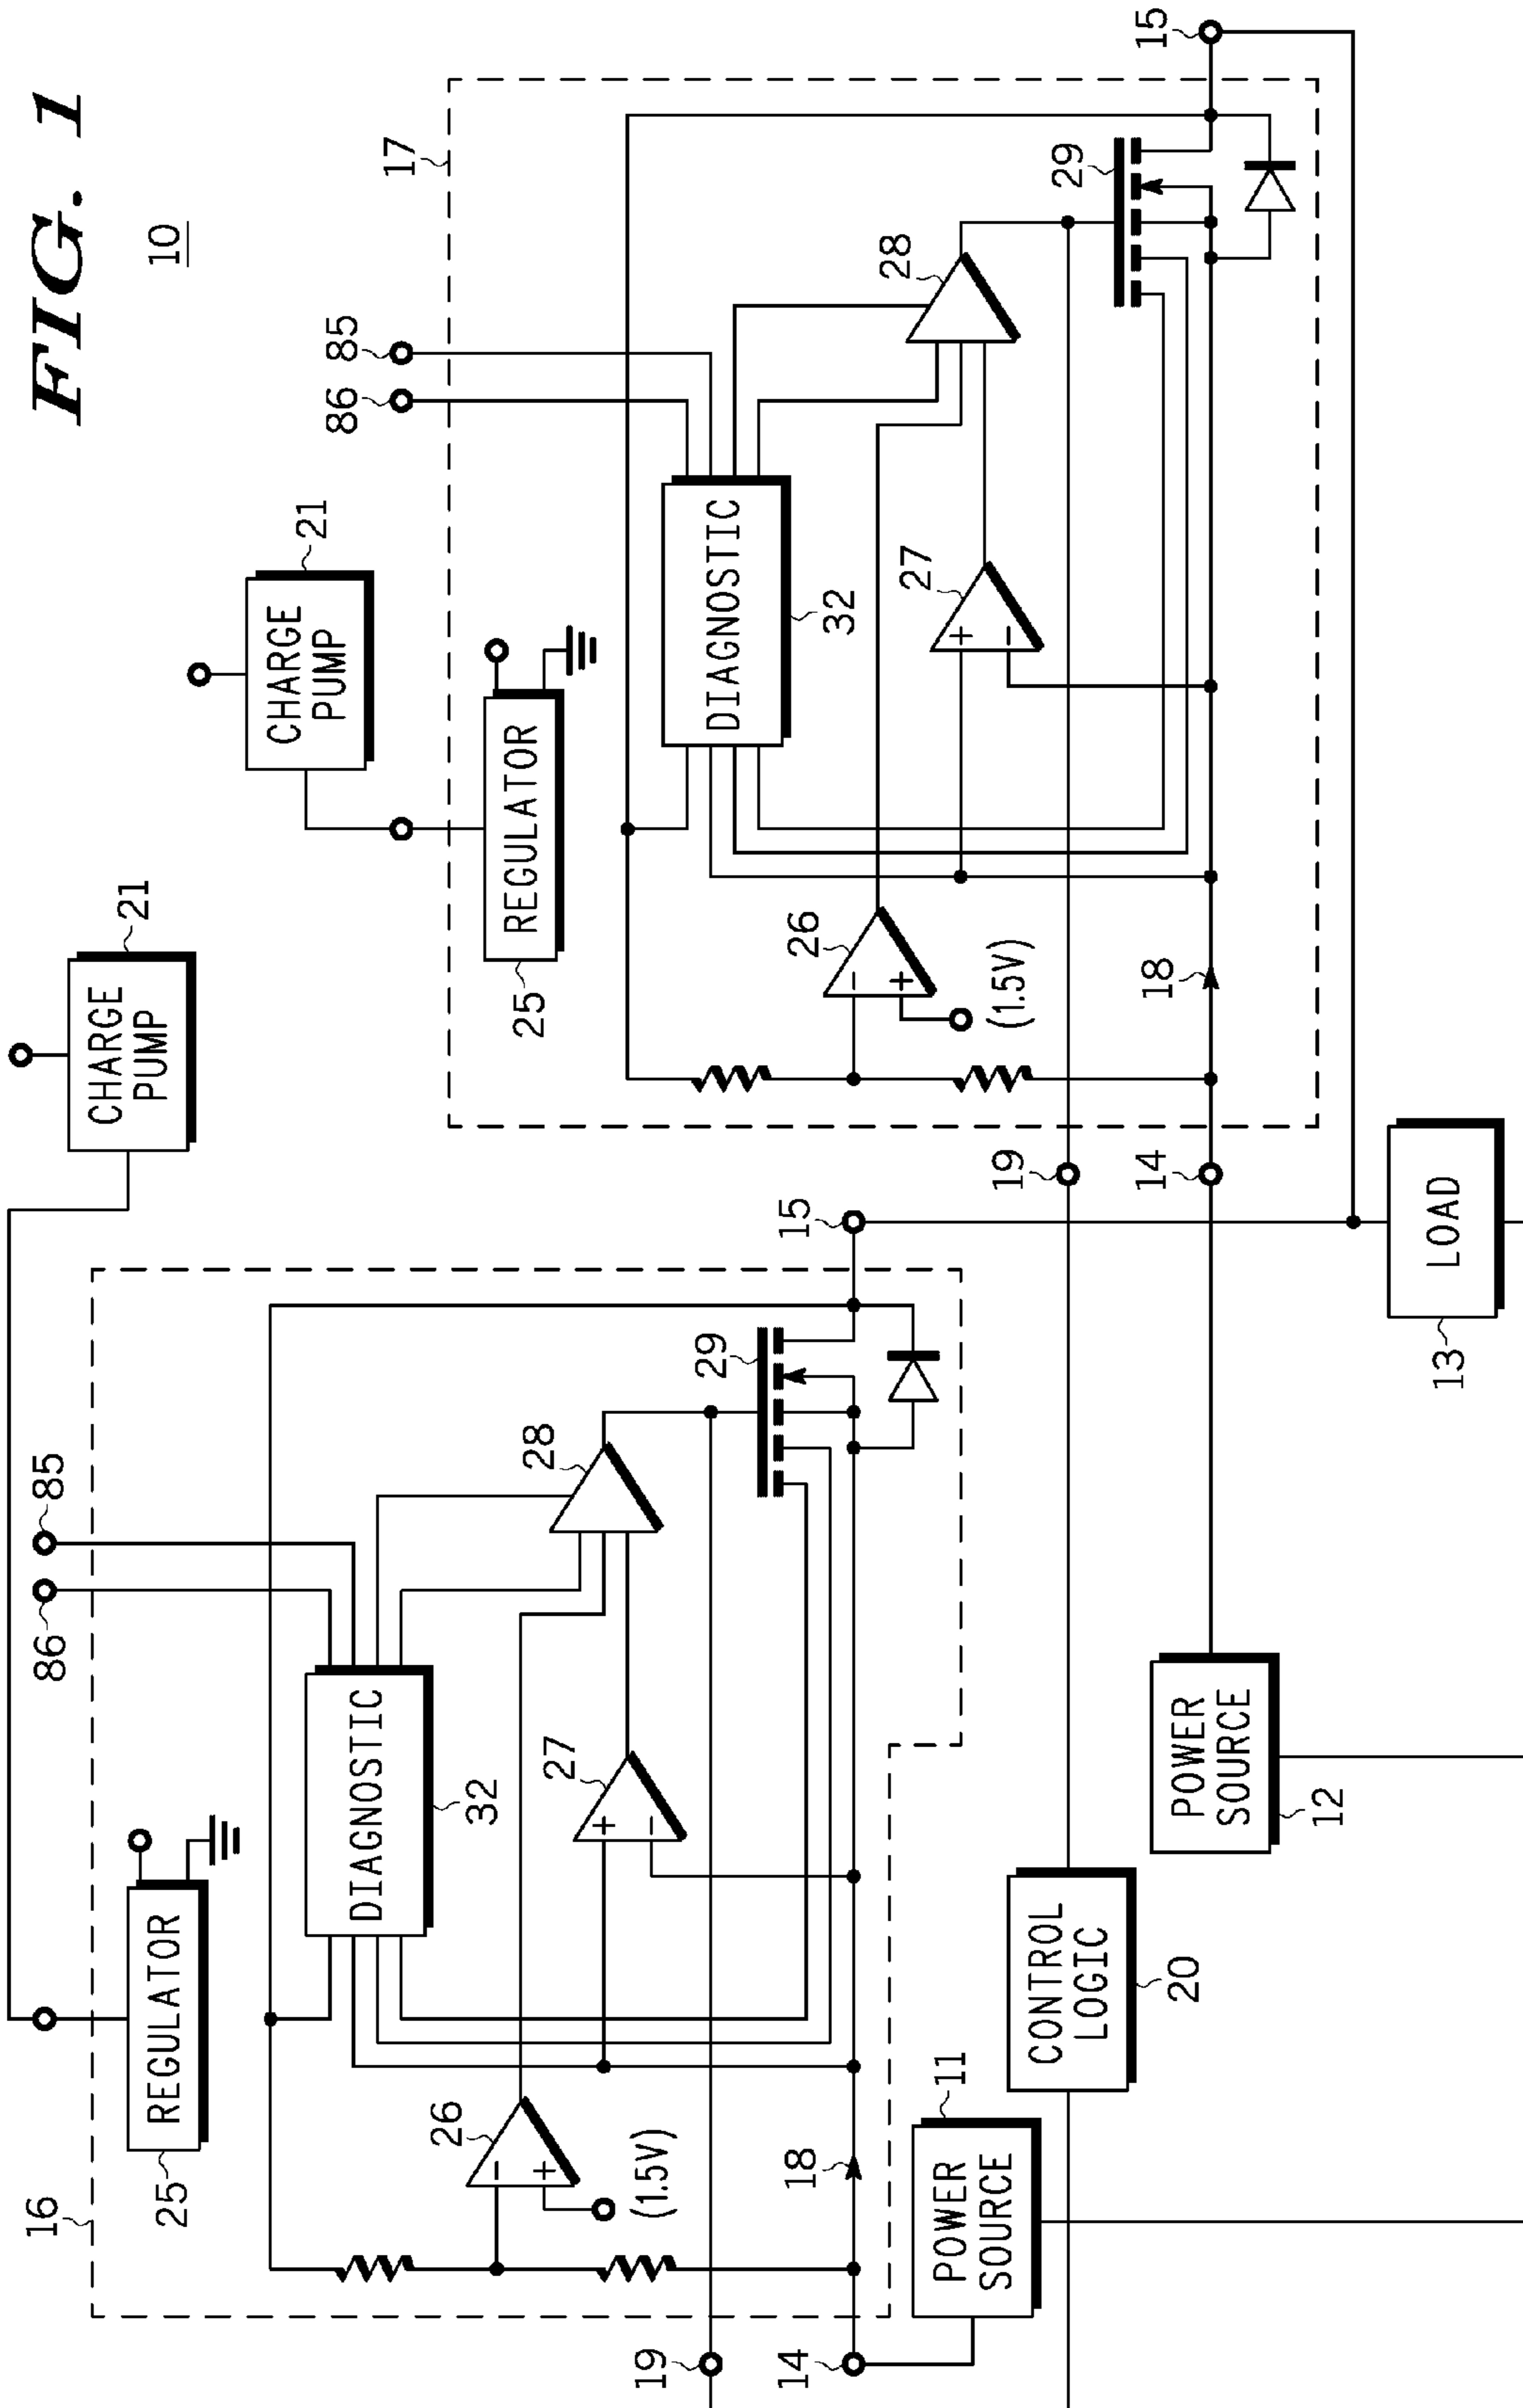 FIG. 1
10
21
CHARGE
PUMP
21
CHARGE
PUMP
16
86
85
REGULATOR
25
DIAGNOSTIC
32
26
-
+
(1.5V)
27
+
-
28
29
18
19
14
15
17
86
85
REGULATOR
25
DIAGNOSTIC
32
26
-
+
(1.5V)
27
+
-
28
29
18
19
14
15
POWER
SOURCE
11
CONTROL
LOGIC
20
POWER
SOURCE
12
LOAD
13